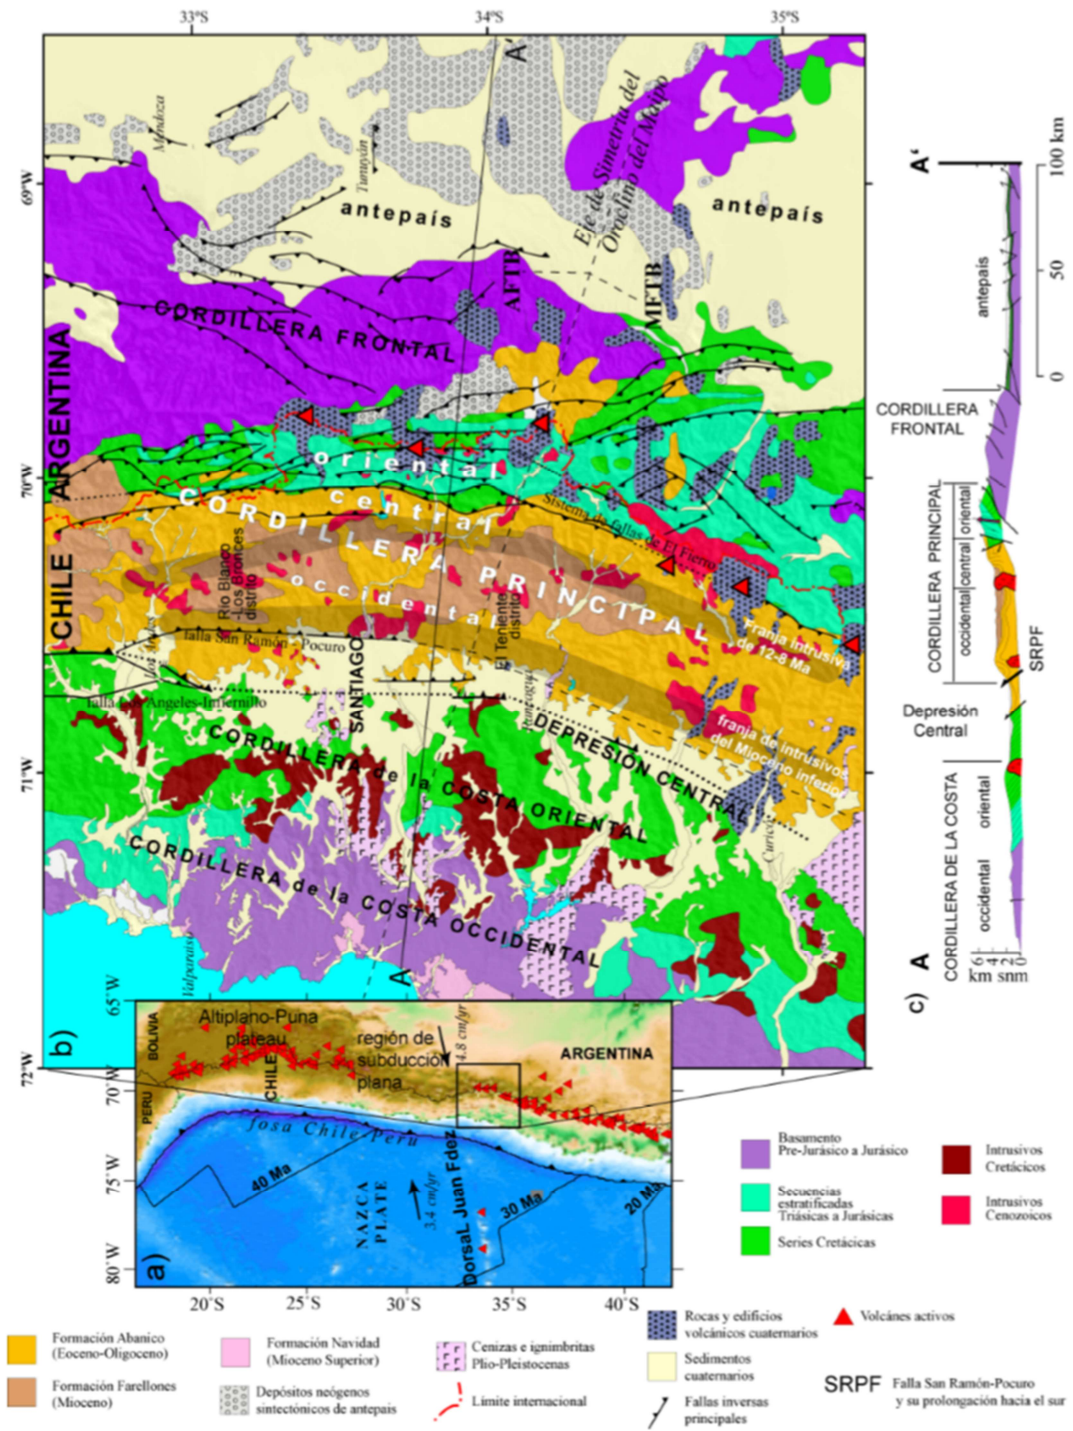 33°S
34°S
35°S
69°W
70°W
71°W
72°W
Mendoza
Tunuyán
A'
Eje de Simetría del
Oroclino del Maipo
antepaís
antepaís
AFTB
MFTB
CORDILLERA FRONTAL
ARGENTINA
CHILE
oriental
central
CORDILLERA PRINCIPAL
occidental
Sistema de fallas de El Fierro
Río Blanco
-Los Bronces
distrito
El Teniente
distrito
Franja intrusivos
de 12-8 Ma
falla San Ramón - Pocuro
Los Andes
SANTIAGO
Rancagua
falla Los Angeles-Infiernillo
DEPRESIÓN CENTRAL
franja de intrusivos
del Mioceno inferior
CORDILLERA de la COSTA ORIENTAL
Curicó
CORDILLERA de la COSTA OCCIDENTAL
Valparaíso
A
b)
A'
100 km
50
0
antepaís
CORDILLERA
FRONTAL
CORDILLERA PRINCIPAL
oriental
central
occidental
SRPF
Depresión
Central
CORDILLERA DE LA COSTA
oriental
occidental
6 4 2 0
km snm
A
c)
65°W
70°W
75°W
80°W
BOLIVIA
PERU
Altiplano-Puna
plateau
CHILE
región de
subducción
plana
4.8 cm/yr
ARGENTINA
fosa Chile-Peru
40 Ma
NAZCA
PLATE
3.4 cm/yr
Dorsal Juan Fdez
30 Ma
20 Ma
a)
20°S
25°S
30°S
35°S
40°S
Basamento
Pre-Jurásico a Jurásico
Secuencias
estratificadas
Triásicas a Jurásicas
Series Cretácicas
Intrusivos
Cretácicos
Intrusivos
Cenozoicos
Formación Abanico
(Eoceno-Oligoceno)
Formación Farellones
(Mioceno)
Formación Navidad
(Mioceno Superior)
Depósitos neógenos
sintectónicos de antepais
Cenizas e ignimbritas
Plio-Pleistocenas
Límite internacional
Rocas y edificios
volcánicos cuaternarios
Sedimentos
cuaternarios
Fallas inversas
principales
Volcánes activos
SRPF
Falla San Ramón-Pocuro
y su prolongación hacia el sur